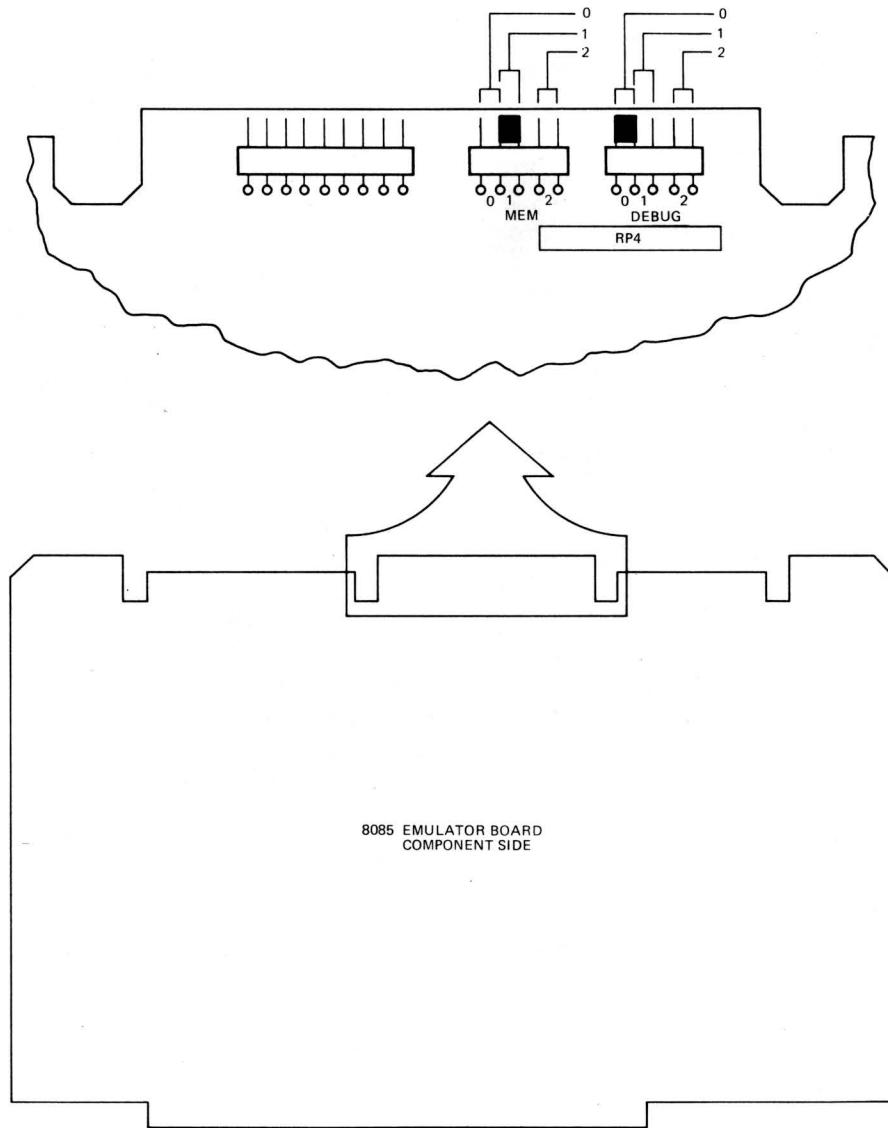 0 0
1 1
2 2
0 1 2 0 1 2
MEM DEBUG
RP4
8085 EMULATOR BOARD
COMPONENT SIDE